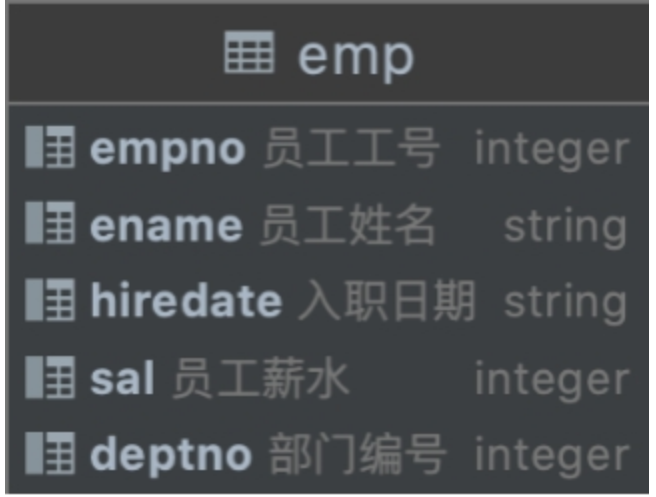 emp
empno 员工工号 integer
ename 员工姓名 string
hiredate 入职日期 string
sal 员工薪水 integer
deptno 部门编号 integer